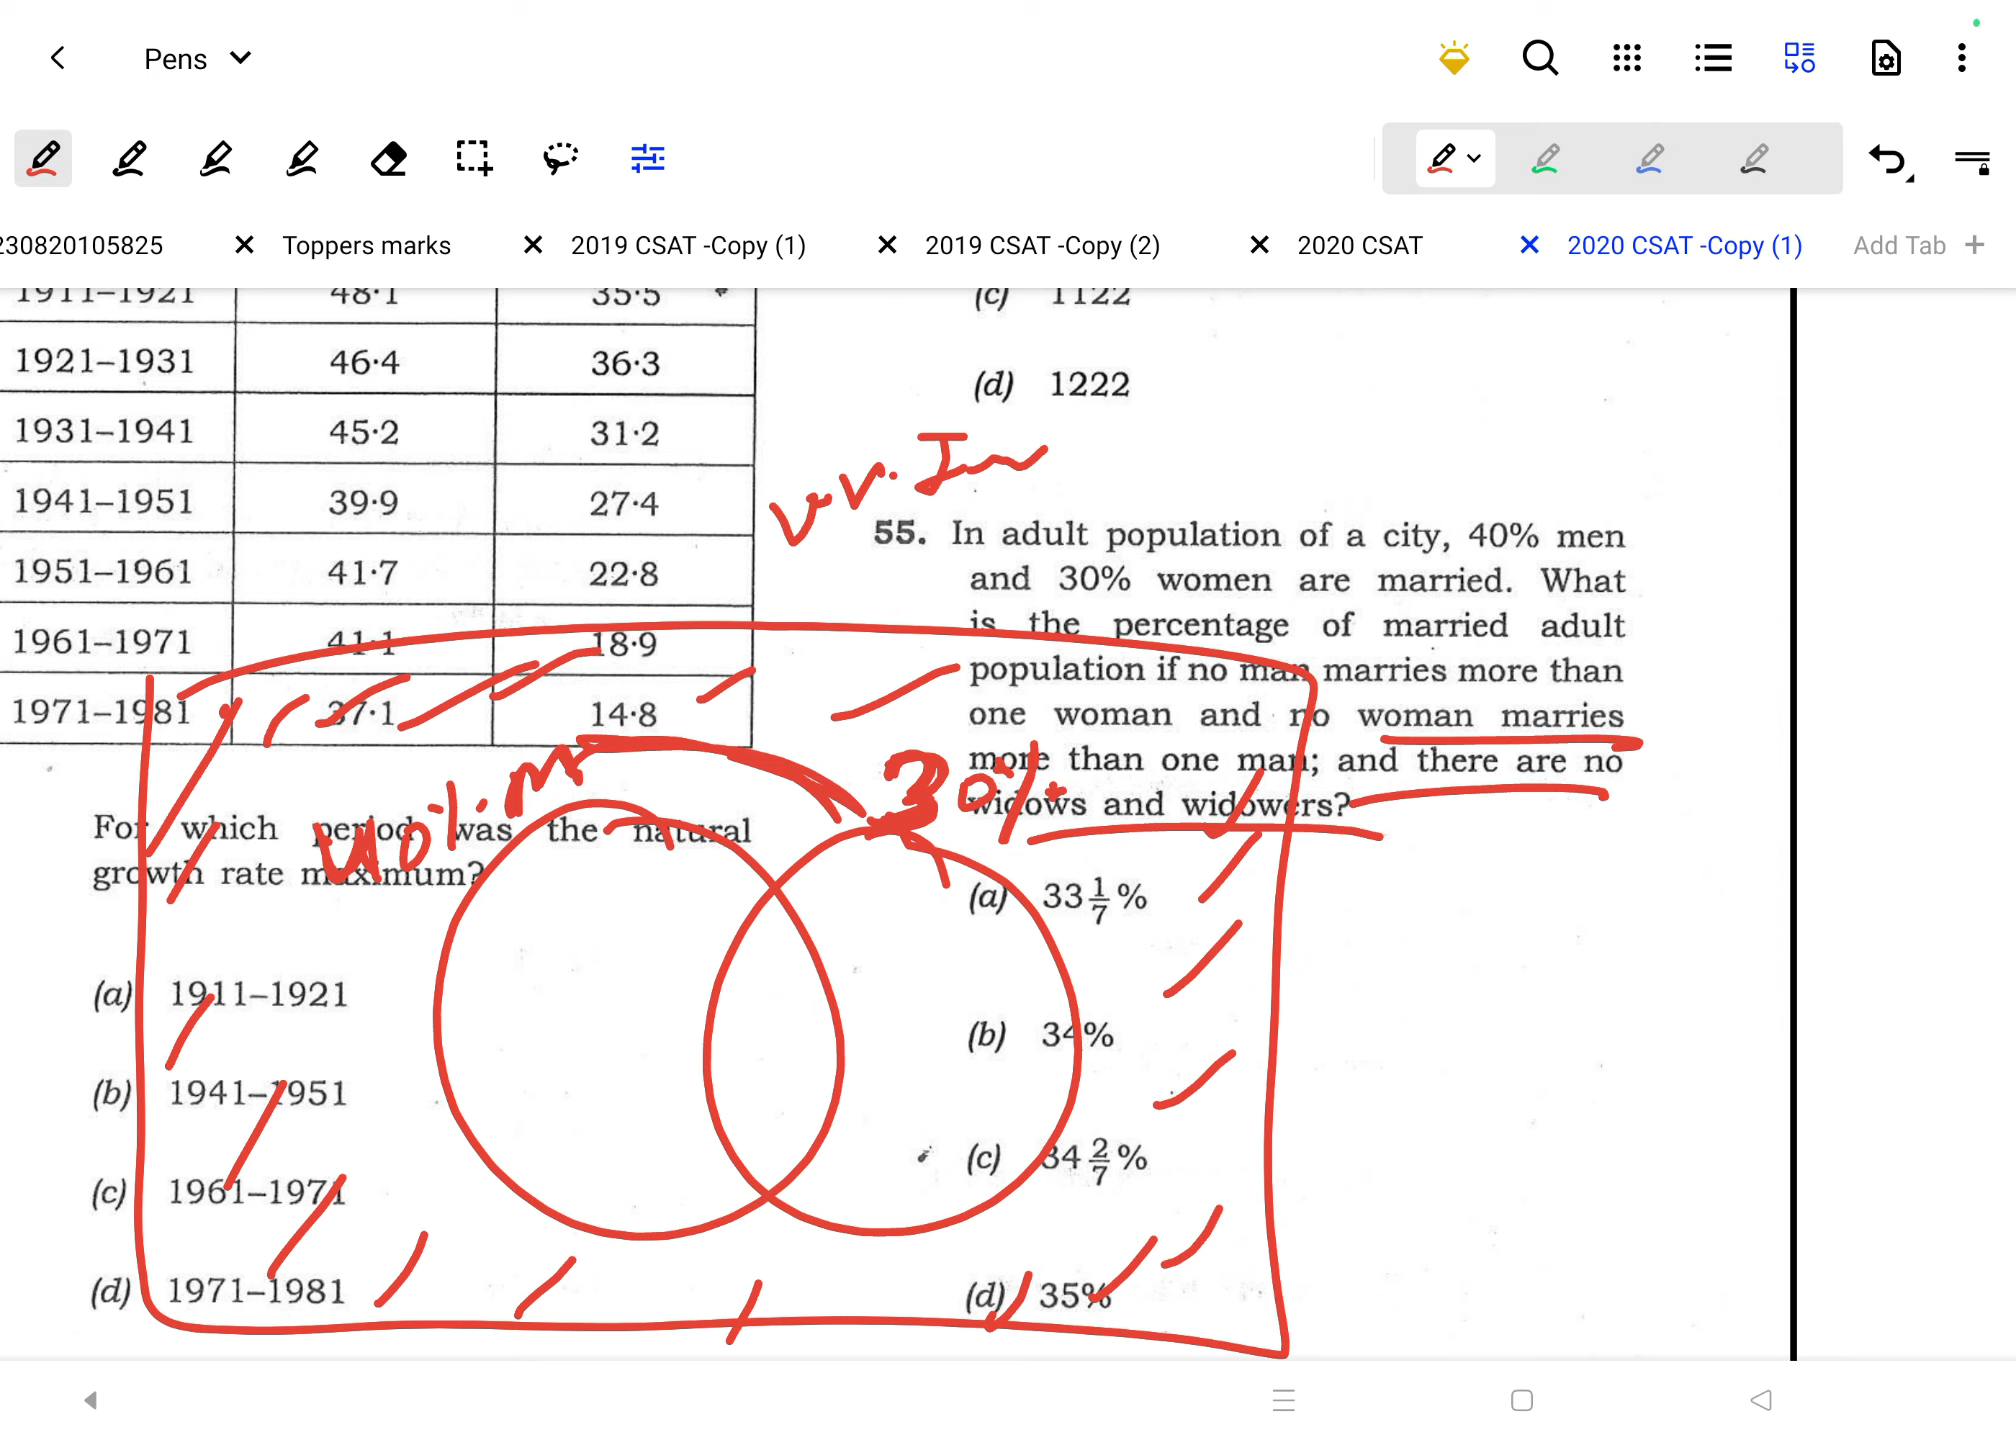 Pens
230820105825
Toppers marks
2019 CSAT -Copy (1)
2019 CSAT -Copy (2)
2020 CSAT
2020 CSAT -Copy (1)
Add Tab +
1911–1921 48·1 35·5
1921–1931 46·4 36·3
1931–1941 45·2 31·2
1941–1951 39·9 27·4
1951–1961 41·7 22·8
1961–1971 41·1 18·9
1971–1981 37·1 14·8
For which period was the natural
growth rate maximum?
(a) 1911–1921
(b) 1941–1951
(c) 1961–1971
(d) 1971–1981
(c) 1122
(d) 1222
v.v. Im
55. In adult population of a city, 40% men
and 30% women are married. What
is the percentage of married adult
population if no man marries more than
one woman and no woman marries
more than one man; and there are no
widows and widowers?
(a) 33 1/7 %
(b) 34%
(c) 34 2/7 %
(d) 35%
40% m
30%